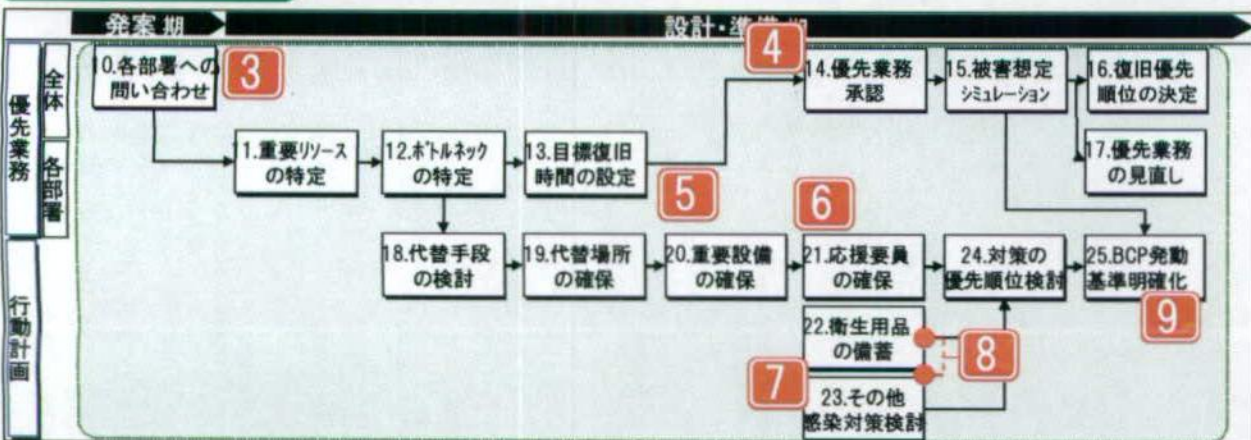 発案期
設計・準備期
優先業務
全体
各部署
行動計画
10.各部署への
問い合わせ
3
4
14.優先業務
承認
15.被害想定
シミュレーション
16.復旧優先
順位の決定
11.重要リソース
の特定
12.ボトルネック
の特定
13.目標復旧
時間の設定
17.優先業務
の見直し
5
6
18.代替手段
の検討
19.代替場所
の確保
20.重要設備
の確保
21.応援要員
の確保
24.対策の
優先順位検討
25.BCP発動
基準明確化
9
22.衛生用品
の備蓄
8
7
23.その他
感染対策検討